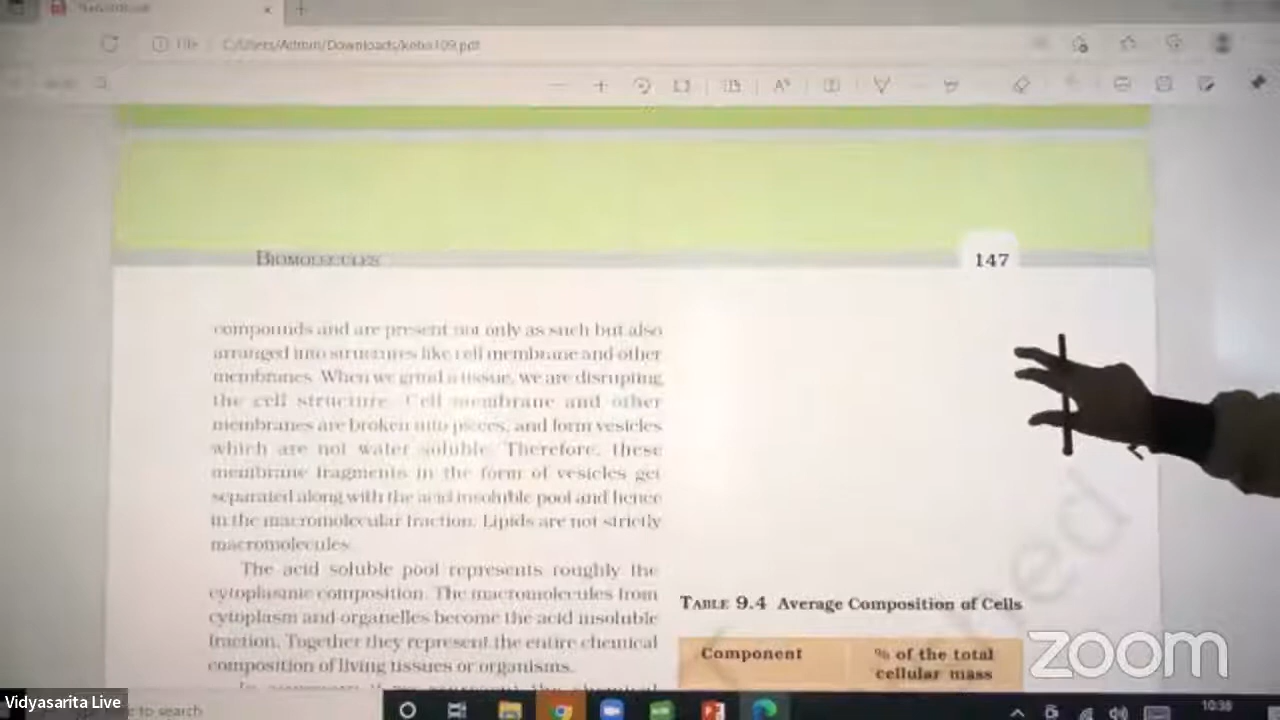 File
C:/Users/Admin/Downloads/kebo109.pdf
BIOMOLECULES
147
compounds and are present not only as such but also
arranged into structures like cell membrane and other
membranes. When we grind a tissue, we are disrupting
the cell structure. Cell membrane and other
membranes are broken into pieces, and form vesicles
which are not water soluble. Therefore, these
membrane fragments in the form of vesicles get
separated along with the acid insoluble pool and hence
in the macromolecular fraction. Lipids are not strictly
macromolecules.
The acid soluble pool represents roughly the
cytoplasmic composition. The macromolecules from
cytoplasm and organelles become the acid insoluble
fraction. Together they represent the entire chemical
composition of living tissues or organisms.
TABLE 9.4 Average Composition of Cells
Component
% of the total
cellular mass
shed
zoom
Vidyasarita Live
to search
10:38